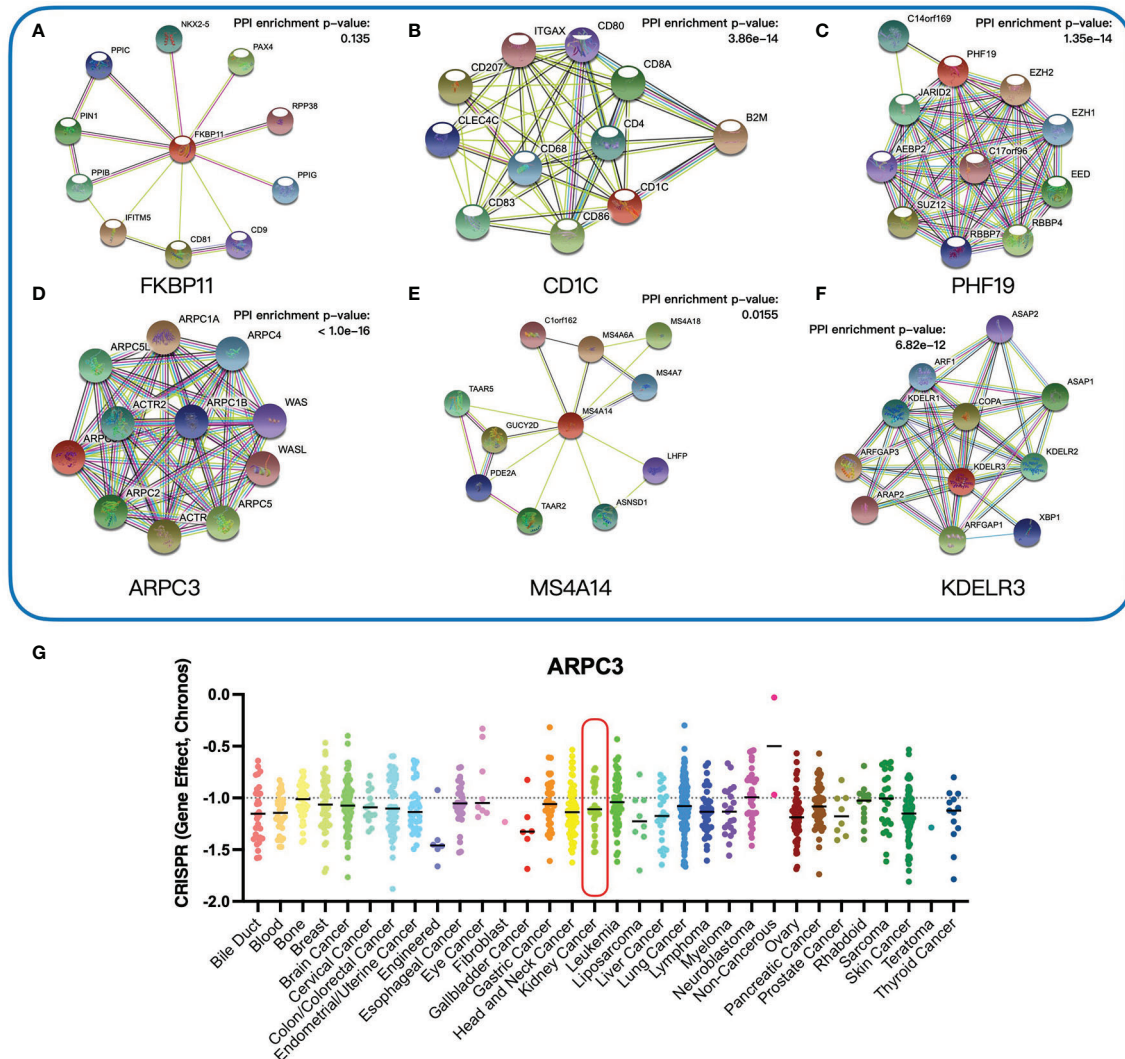 A
PPI enrichment p-value:
0.135
NKX2-5
PPIC
PAX4
RPP38
PIN1
FKBP11
PPIB
PPIG
IFITM5
CD81
CD9
FKBP11
B
PPI enrichment p-value:
3.86e-14
ITGAX
CD80
CD207
CD8A
CLEC4C
CD4
B2M
CD68
CD1C
CD83
CD86
CD1C
C
PPI enrichment p-value:
1.35e-14
C14orf169
PHF19
EZH2
JARID2
EZH1
AEBP2
C17orf96
EED
SUZ12
RBBP7
RBBP4
PHF19
D
PPI enrichment p-value:
< 1.0e-16
ARPC1A
ARPC4
ARPC5L
ACTR2
ARPC1B
WAS
ARPC
WASL
ARPC2
ACTR
ARPC5
ARPC3
E
PPI enrichment p-value:
0.0155
C1orf162
MS4A6A
MS4A18
MS4A7
TAAR5
MS4A14
GUCY2D
LHFP
PDE2A
TAAR2
ASNSD1
MS4A14
F
PPI enrichment p-value:
6.82e-12
ASAP2
ARF1
ASAP1
KDELR1
COPA
KDELR2
ARFGAP3
KDELR3
ARAP2
XBP1
ARFGAP1
KDELR3
G
ARPC3
CRISPR (Gene Effect, Chronos)
0.0
-0.5
-1.0
-1.5
-2.0
Bile Duct
Blood
Bone
Breast
Brain Cancer
Cervical Cancer
Colon/Colorectal Cancer
Endometrial/Uterine Cancer
Engineered
Esophageal Cancer
Eye Cancer
Fibroblast
Gallbladder Cancer
Gastric Cancer
Head and Neck Cancer
Kidney Cancer
Leukemia
Liposarcoma
Liver Cancer
Lung Cancer
Lymphoma
Myeloma
Neuroblastoma
Non-Cancerous
Ovary
Pancreatic Cancer
Prostate Cancer
Rhabdoid
Sarcoma
Skin Cancer
Teratoma
Thyroid Cancer